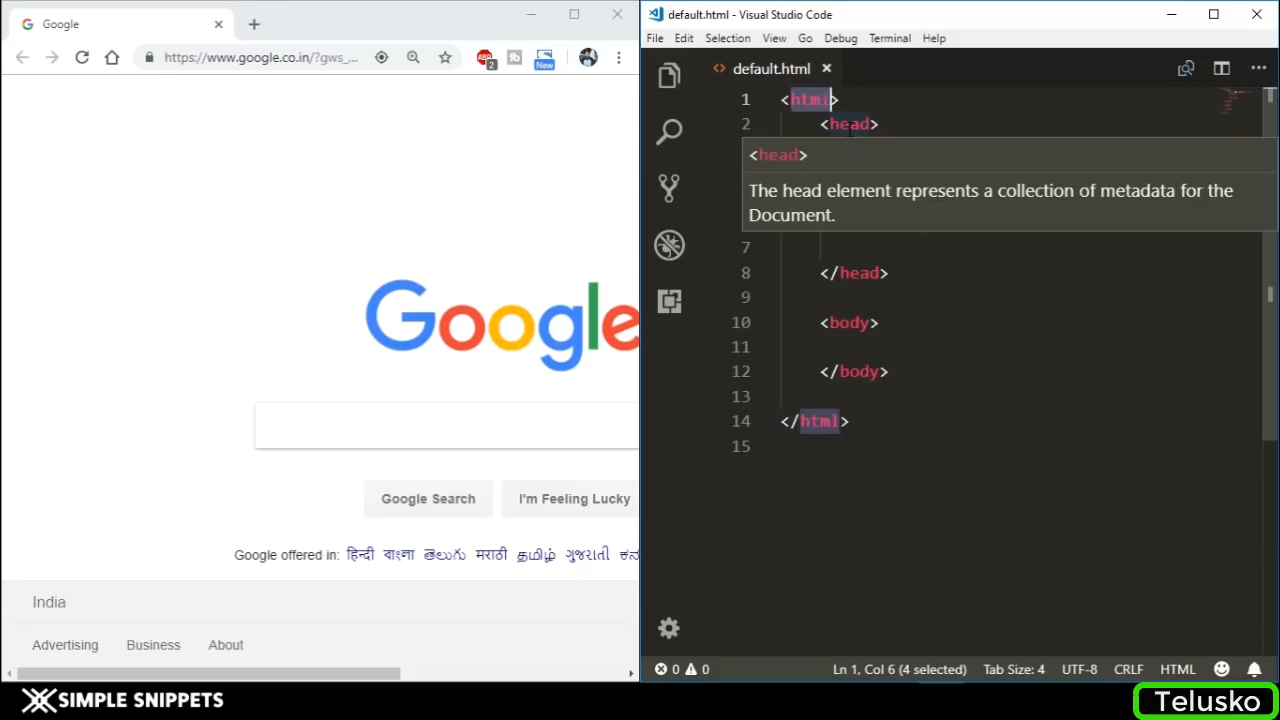 Google
https://www.google.co.in/?gws_...
2
New
Google
Google Search
I'm Feeling Lucky
Google offered in: हिन्दी বাংলা తెలుగు मराठी தமிழ் ગુજરાતી
India
Advertising Business About
default.html - Visual Studio Code
File Edit Selection View Go Debug Terminal Help
default.html
1 <html>
2 <head>
<head>
The head element represents a collection of metadata for the
Document.
7
8 </head>
9
10 <body>
11
12 </body>
13
14 </html>
15
0 0 Ln 1, Col 6 (4 selected) Tab Size: 4 UTF-8 CRLF HTML
SIMPLE SNIPPETS
Telusko